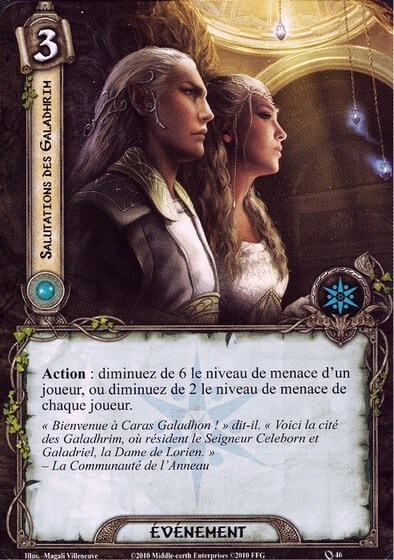 3
SALUTATIONS DES GALADHRIM
Action : diminuez de 6 le niveau de menace d'un
joueur, ou diminuez de 2 le niveau de menace de
chaque joueur.
« Bienvenue à Caras Galadhon ! » dit-il. « Voici la cité
des Galadhrim, où résident le Seigneur Celeborn et
Galadriel, la Dame de Lorien. »
– La Communauté de l'Anneau
ÉVÉNEMENT
Illus. Magali Villeneuve ©2010 Middle-earth Enterprises ©2010 FFG 46